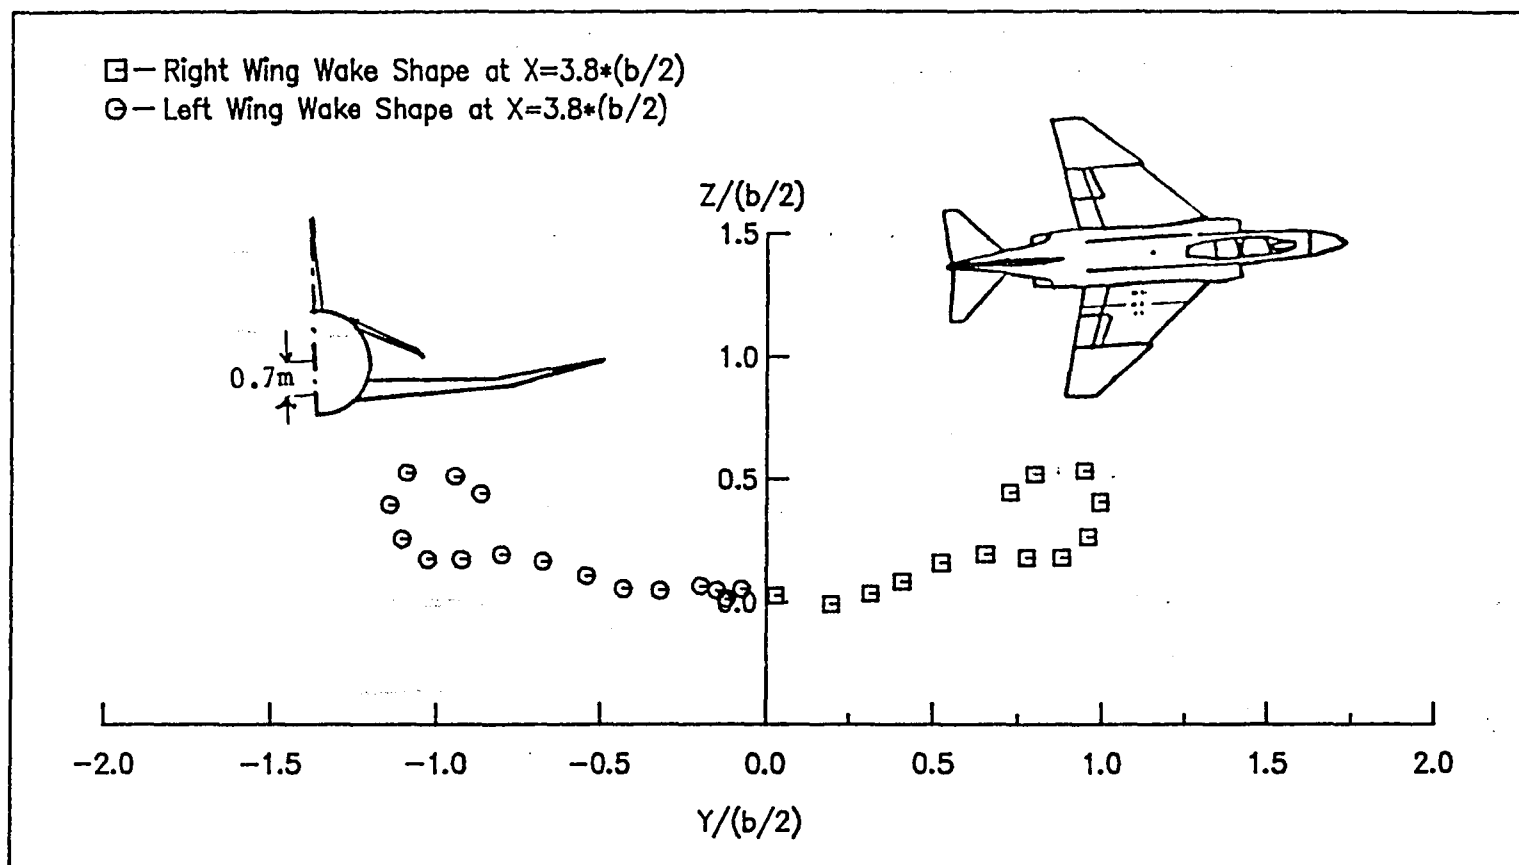 Right Wing Wake Shape at X=3.8*(b/2)
Left Wing Wake Shape at X=3.8*(b/2)
Z/(b/2)
1.5
1.0
0.7m
0.5
0.0
-2.0 -1.5 -1.0 -0.5 0.0 0.5 1.0 1.5 2.0
Y/(b/2)